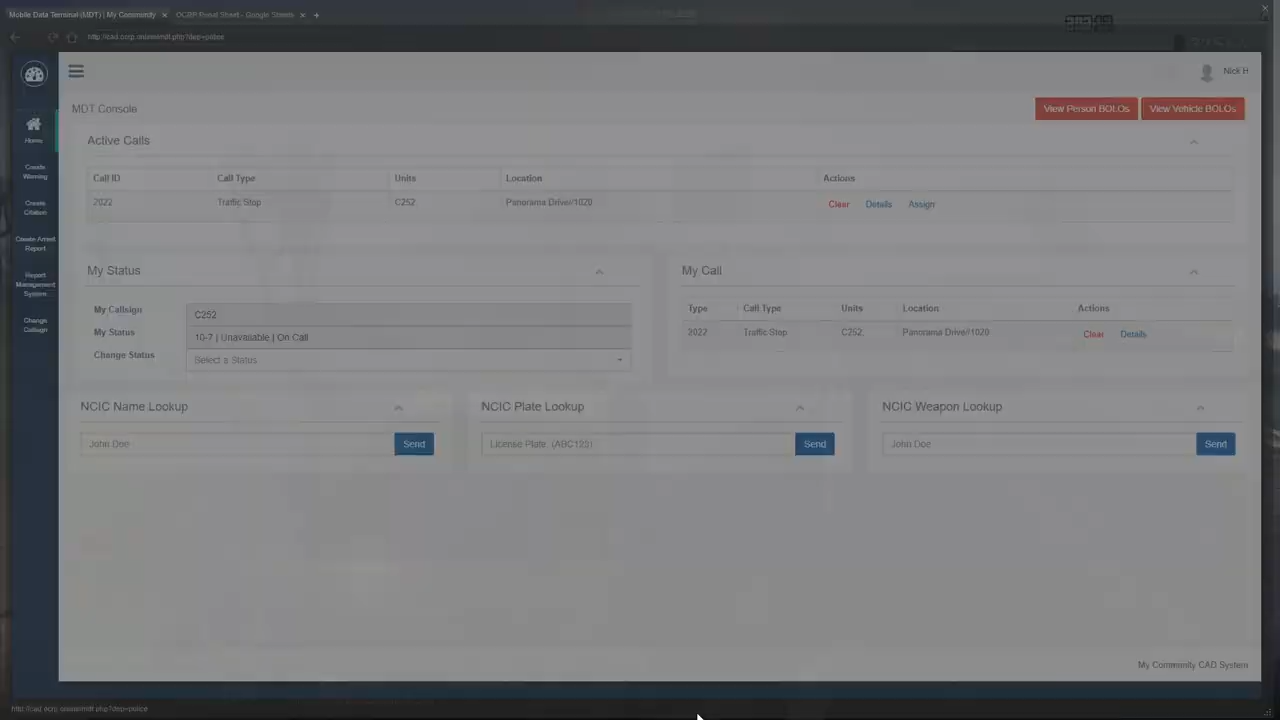 Mobile Data Terminal (MDT) | My Community
OCRP Penal Sheet - Google Sheets
Nick H
MDT Console
View Person BOLOs
View Vehicle BOLOs
Home
Create
Warning
Create
Citation
Create Arrest
Report
Report
Management
System
Change
Callsign
Active Calls
Call ID Call Type Units Location Actions
2022 Traffic Stop C252 Panorama Drive//1020 Clear Details Assign
My Status
My Callsign C252
My Status 10-7 | Unavailable | On Call
Change Status Select a Status
My Call
Type Call Type Units Location Actions
2022 Traffic Stop C252, Panorama Drive//1020 Clear Details
NCIC Name Lookup
John Doe Send
NCIC Plate Lookup
License Plate, (ABC123) Send
NCIC Weapon Lookup
John Doe Send
My Community CAD System